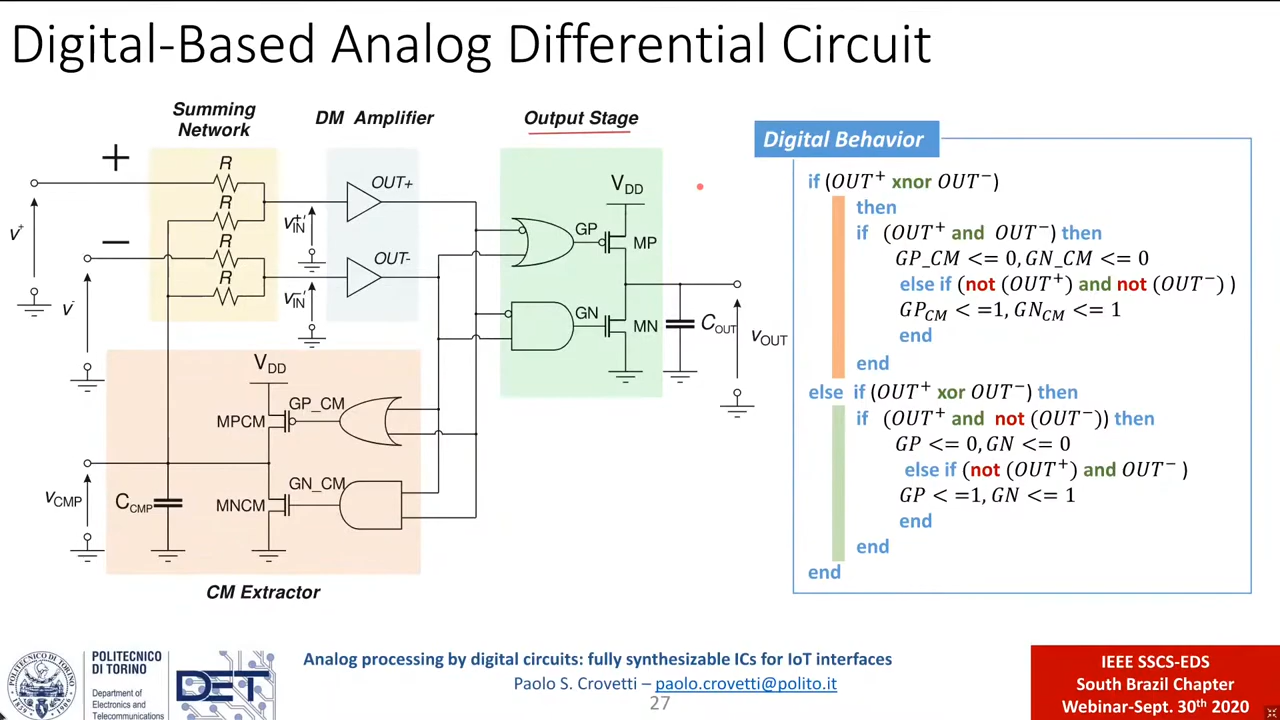 Digital-Based Analog Differential Circuit
Summing
Network
DM Amplifier
Output Stage
+
R
R
−
R
R
OUT+
OUT-
v⁺
v⁻
v_IN⁺'
v_IN⁻'
GP
GN
V_DD
MP
MN
C_OUT
v_OUT
V_DD
GP_CM
MPCM
GN_CM
MNCM
C_CMP
v_CMP
CM Extractor
Digital Behavior
if (OUT⁺ xnor OUT⁻)
then
if (OUT⁺ and OUT⁻) then
GP_CM <= 0, GN_CM <= 0
else if (not (OUT⁺) and not (OUT⁻) )
GP_CM < =1, GN_CM <= 1
end
end
else if (OUT⁺ xor OUT⁻) then
if (OUT⁺ and not (OUT⁻)) then
GP <= 0, GN <= 0
else if (not (OUT⁺) and OUT⁻ )
GP < =1, GN <= 1
end
end
end
POLITECNICO
DI TORINO
Department of
Electronics and
Telecommunications
DET
Analog processing by digital circuits: fully synthesizable ICs for IoT interfaces
Paolo S. Crovetti – paolo.crovetti@polito.it
27
IEEE SSCS-EDS
South Brazil Chapter
Webinar-Sept. 30th 2020